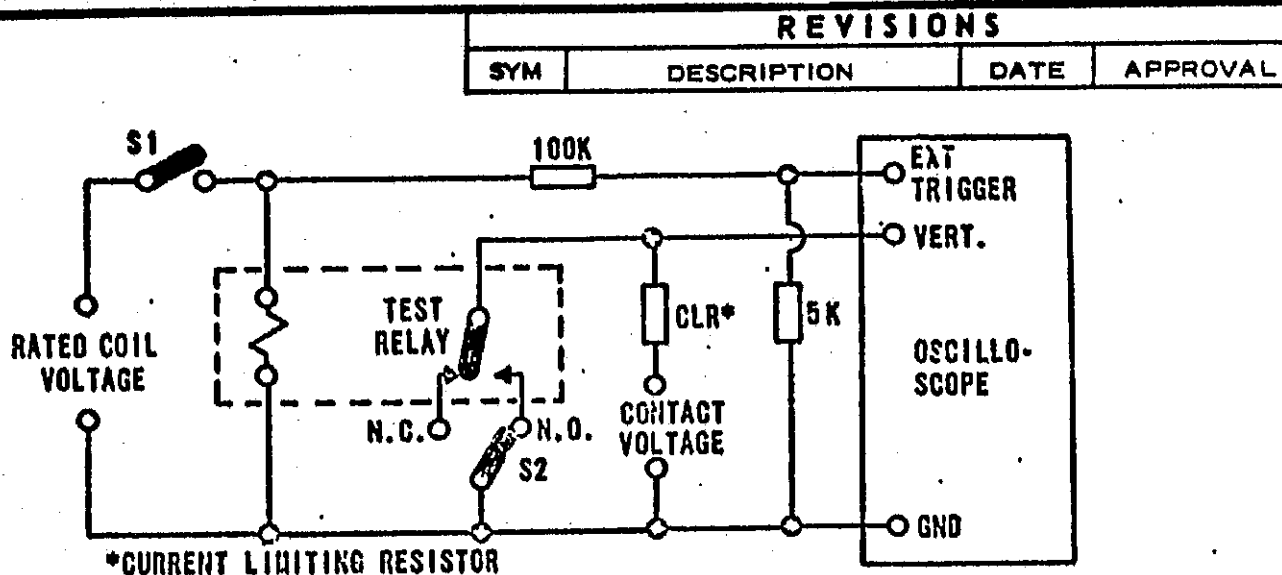 REVISIONS
SYM DESCRIPTION DATE APPROVAL
S1
100K
EXT
TRIGGER
VERT.
TEST
RELAY
CLR*
5K
RATED COIL
VOLTAGE
OSCILLO-
SCOPE
N.C.
N.O.
CONTACT
VOLTAGE
S2
GND
*CURRENT LIMITING RESISTOR